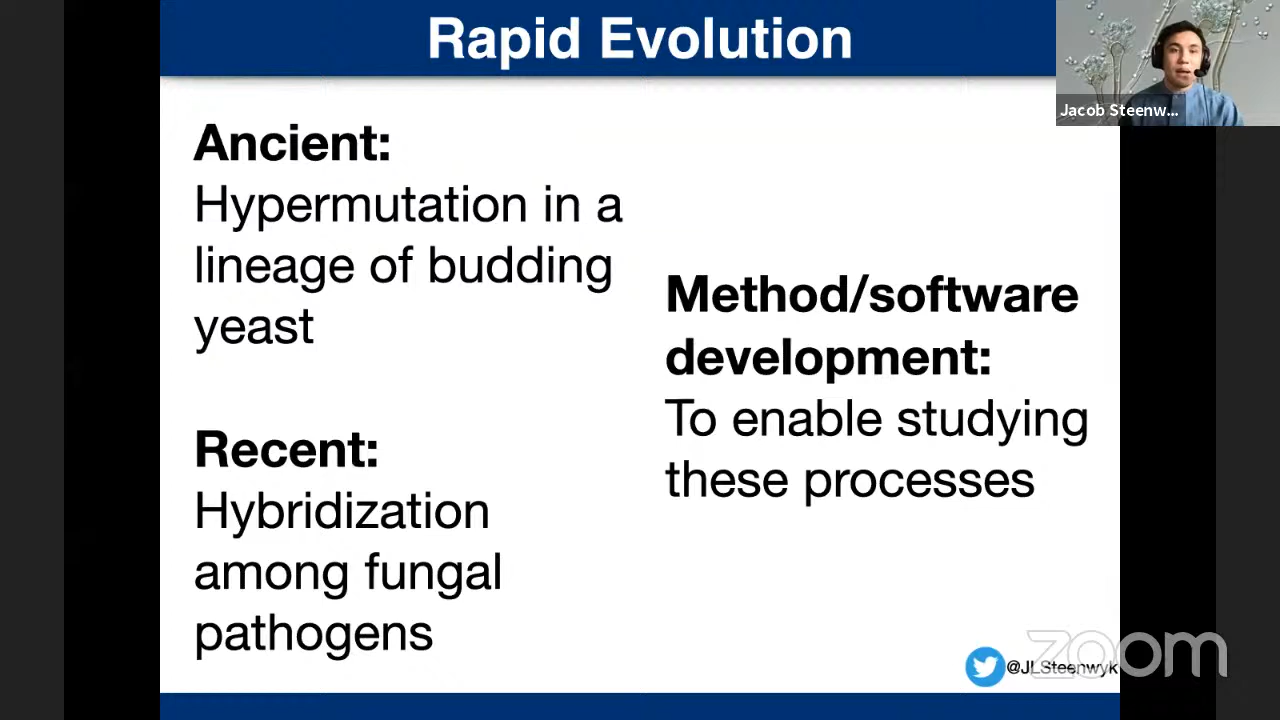 Rapid Evolution
Jacob Steenw...
Ancient:
Hypermutation in a
lineage of budding
yeast
Recent:
Hybridization
among fungal
pathogens
Method/software
development:
To enable studying
these processes
@JLSteenwyk
zoom